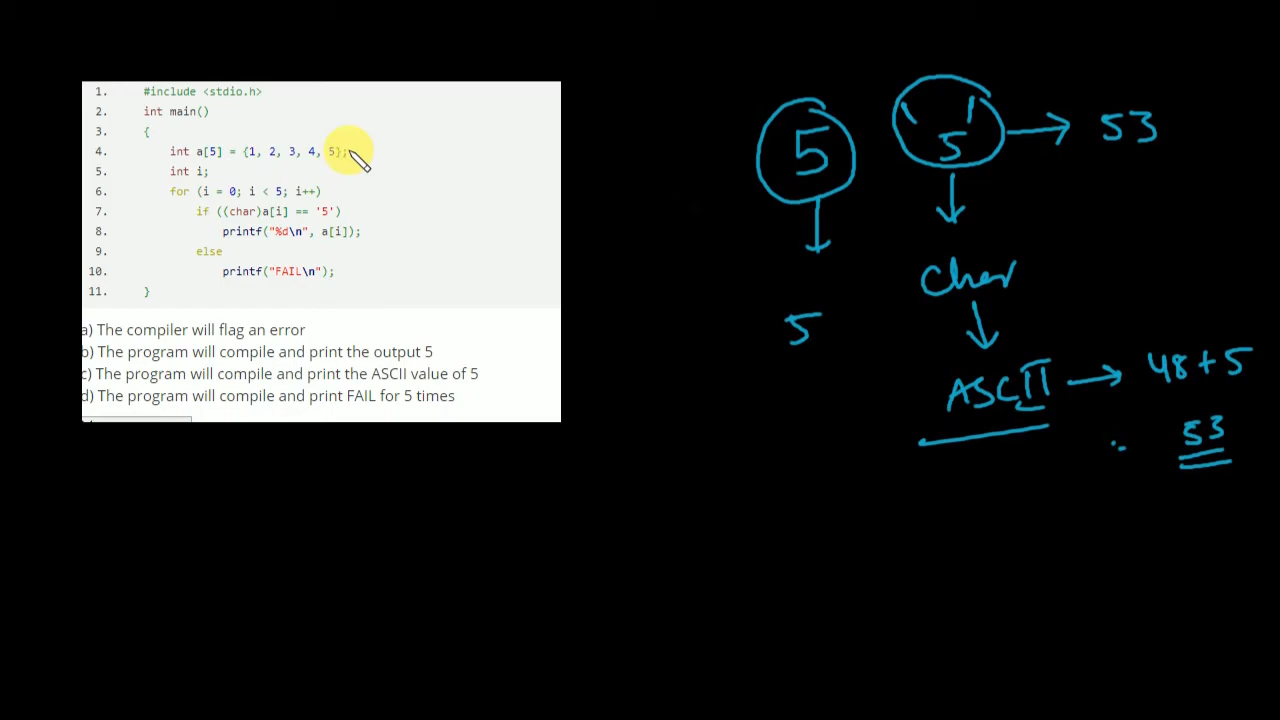 1. #include <stdio.h>
2. int main()
3. {
4. int a[5] = {1, 2, 3, 4, 5};
5. int i;
6. for (i = 0; i < 5; i++)
7. if ((char)a[i] == '5')
8. printf("%d\n", a[i]);
9. else
10. printf("FAIL\n");
11. }
a) The compiler will flag an error
b) The program will compile and print the output 5
c) The program will compile and print the ASCII value of 5
d) The program will compile and print FAIL for 5 times
5
'5' → 53
5
Char
ASCII → 48+5
53